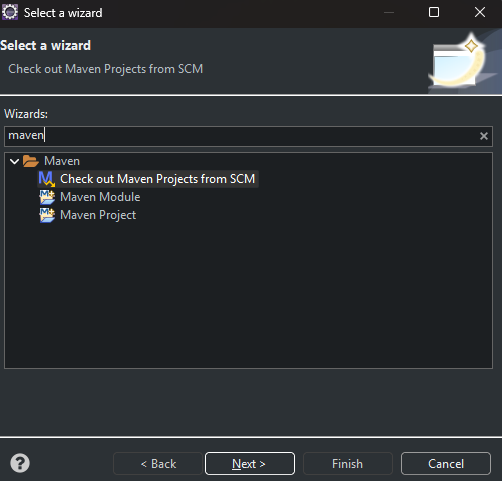 Select a wizard
Select a wizard
Check out Maven Projects from SCM
Wizards:
maven
Maven
Check out Maven Projects from SCM
Maven Module
Maven Project
< Back
Next >
Finish
Cancel